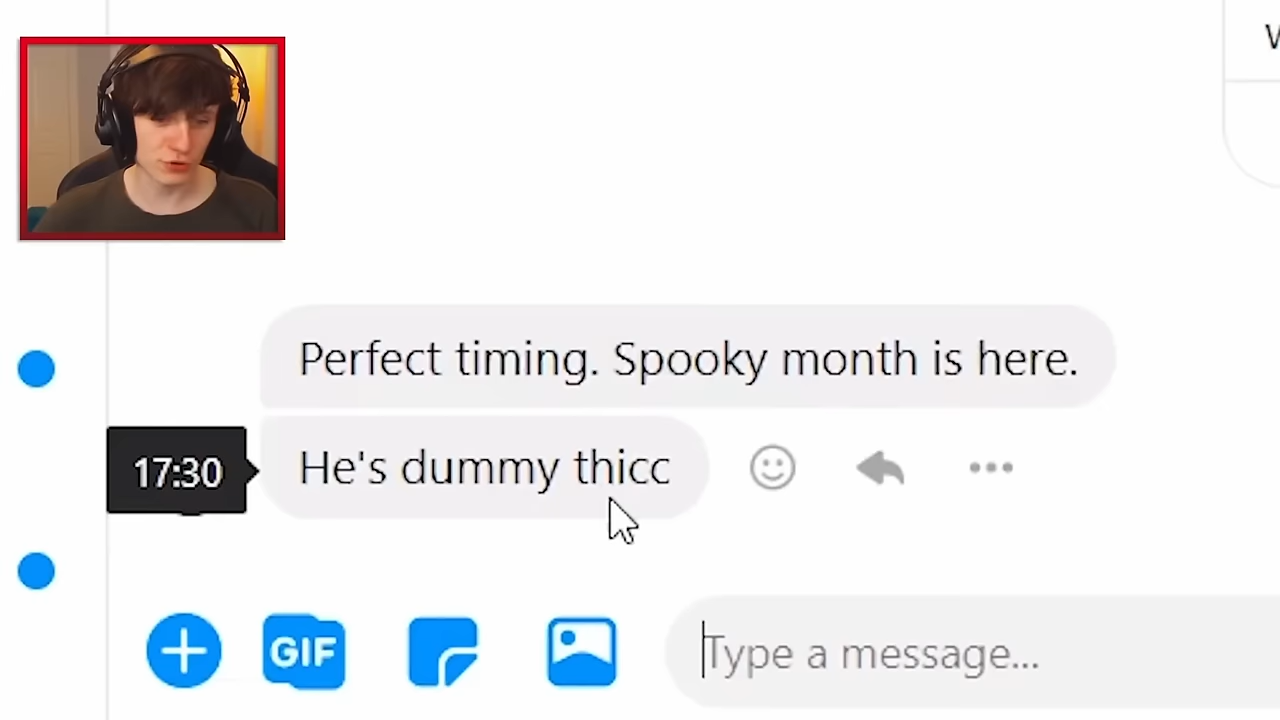 Perfect timing. Spooky month is here.
17:30
He's dummy thicc
GIF
Type a message...